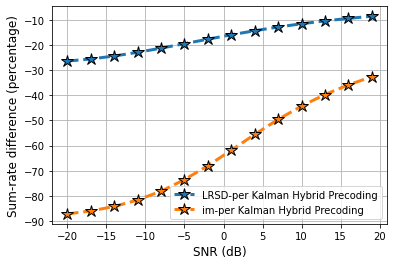 Sum-rate difference (percentage)
−10
−20
−30
−40
−50
−60
−70
−80
−90
LRSD-per Kalman Hybrid Precoding
im-per Kalman Hybrid Precoding
−20 −15 −10 −5 0 5 10 15 20
SNR (dB)